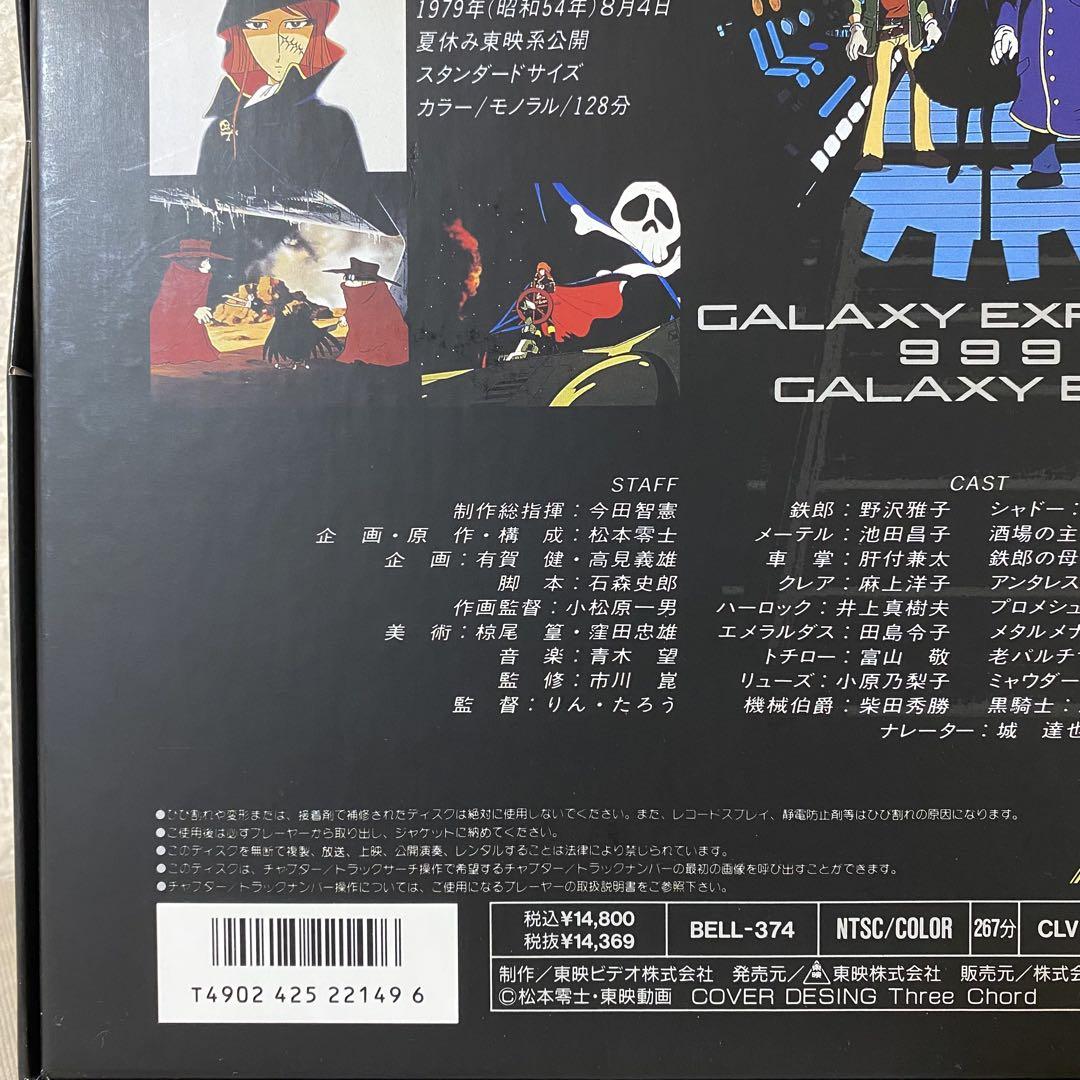 1979年(昭和54年)8月4日
夏休み東映系公開
スタンダードサイズ
カラー/モノラル/128分
GALAXY EXP
999
GALAXY E
STAFF
制作総指揮：今田智憲
企　画・原　作・構　成：松本零士
企　画：有賀　健・高見義雄
脚　本：石森史郎
作画監督：小松原一男
美　術：椋尾　篁・窪田忠雄
音　楽：青木　望
監　修：市川　崑
監　督：りん・たろう
CAST
鉄郎：野沢雅子　シャドー：
メーテル：池田昌子　酒場の主
車　掌：肝付兼太　鉄郎の母
クレア：麻上洋子　アンタレス
ハーロック：井上真樹夫　プロメシュ
エメラルダス：田島令子　メタルメナ
トチロー：富山　敬　老バルチ
リューズ：小原乃梨子　ミャウダー
機械伯爵：柴田秀勝　黒騎士：
ナレーター：城　達也
●ひび割れや変形または、接着剤で補修されたディスクは絶対に使用しないでください。また、レコードスプレイ、静電防止剤等はひび割れの原因になります。
●ご使用後は必ずプレーヤーから取り出し、ジャケットに納めてください。
●このディスクを無断で複製、放送、上映、公開演奏、レンタルすることは法律により禁じられています。
●このディスクは、チャプター/トラックサーチ操作で希望するチャプター/トラックナンバーの最初の画像を呼び出すことができます。
●チャプター/トラックナンバー操作については、ご使用になるプレーヤーの取扱説明書をご参照下さい。
T4902 425 22149 6
税込¥14,800
税抜¥14,369
BELL-374
NTSC/COLOR
267分
CLV
制作/東映ビデオ株式会社　発売元/東映株式会社　販売元/株式会
©松本零士・東映動画　COVER DESING Three Chord